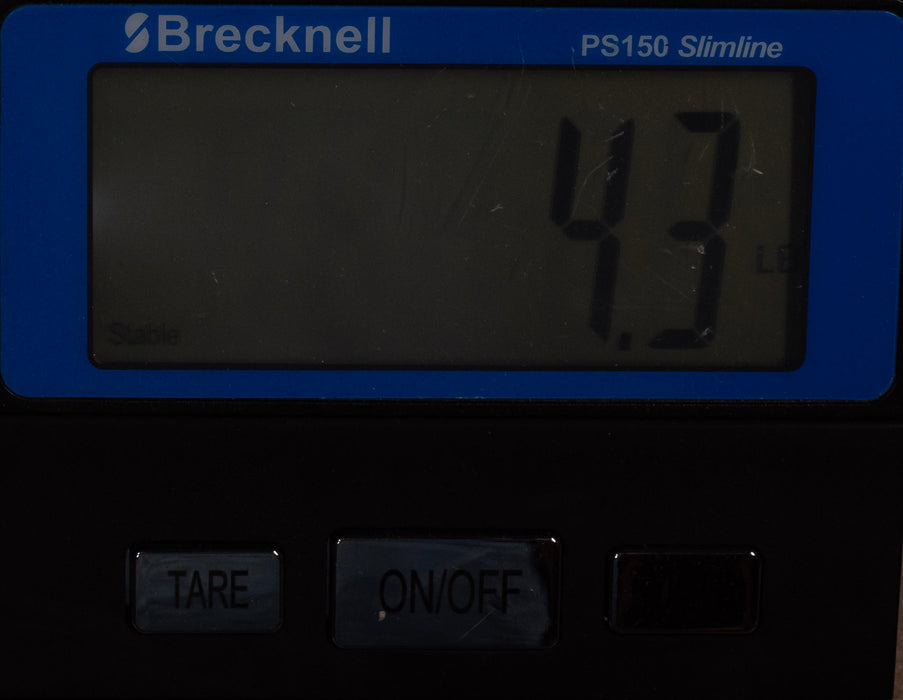 Brecknell PS150 Slimline
4.3
LB
Stable
TARE ON/OFF